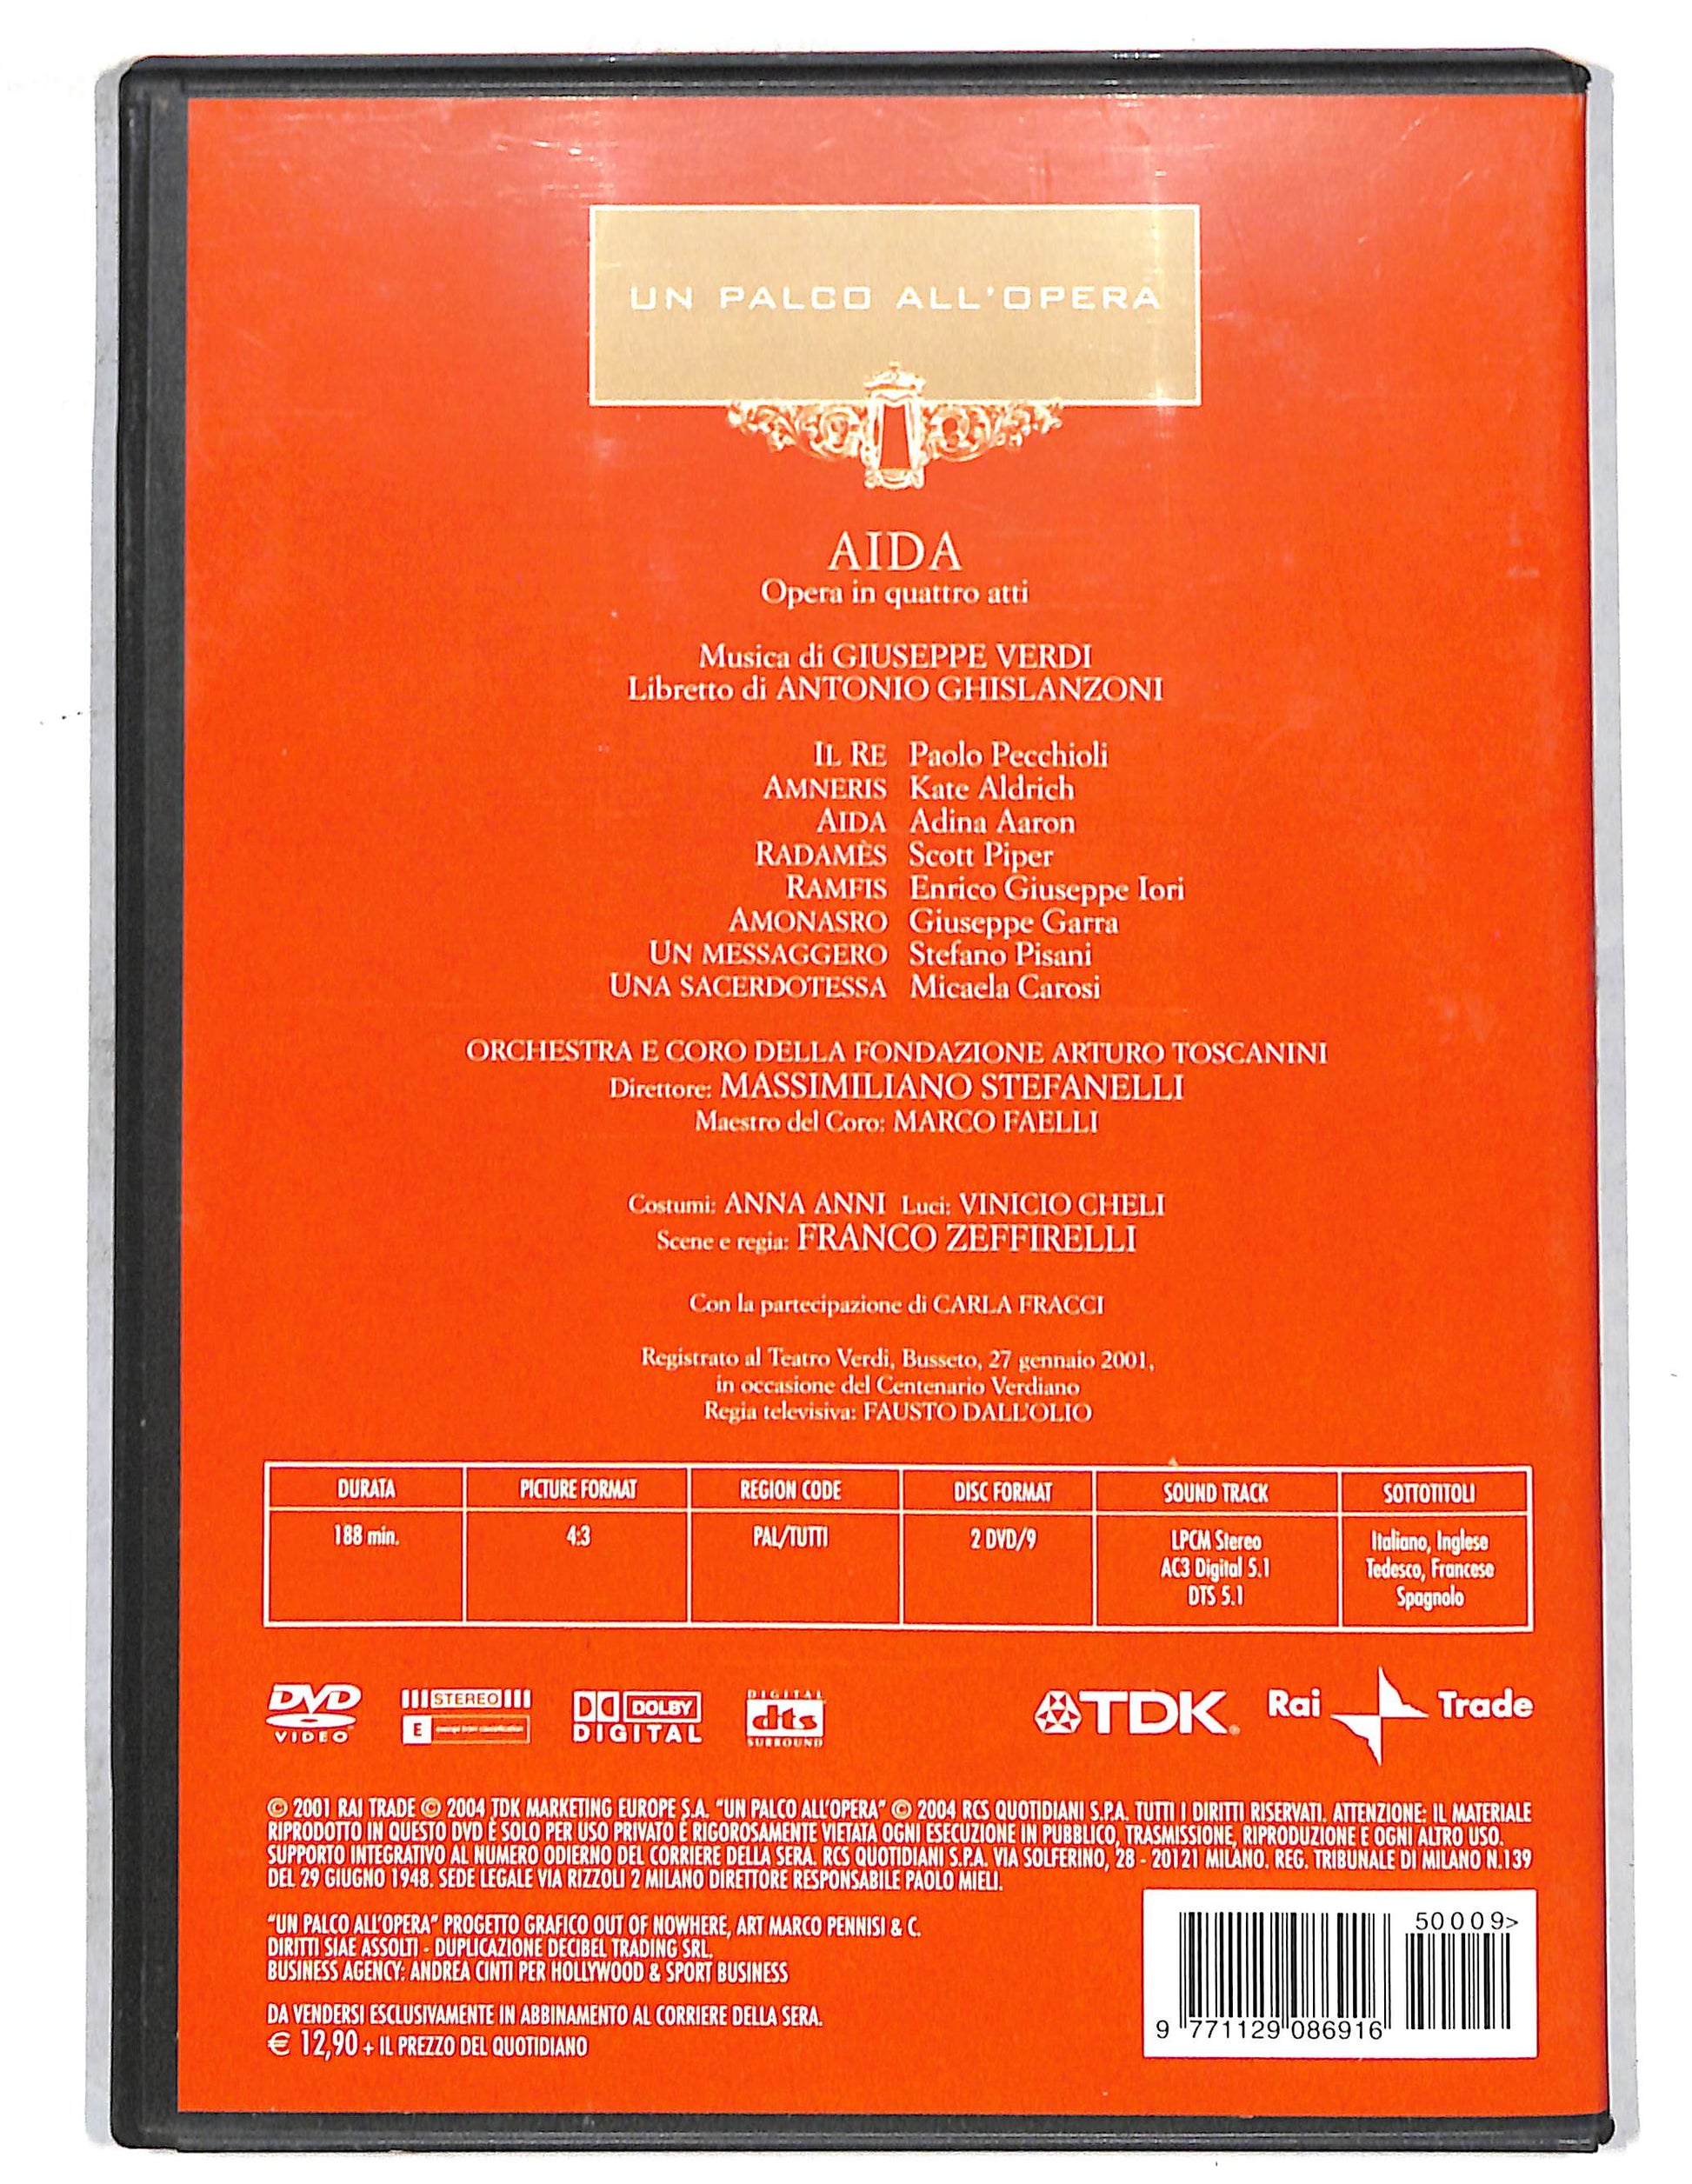 UN PALCO ALL'OPERA
AIDA
Opera in quattro atti
Musica di GIUSEPPE VERDI
Libretto di ANTONIO GHISLANZONI
IL RE Paolo Pecchioli
AMNERIS Kate Aldrich
AIDA Adina Aaron
RADAMÈS Scott Piper
RAMFIS Enrico Giuseppe Iori
AMONASRO Giuseppe Garra
UN MESSAGGERO Stefano Pisani
UNA SACERDOTESSA Micaela Carosi
ORCHESTRA E CORO DELLA FONDAZIONE ARTURO TOSCANINI
Direttore: MASSIMILIANO STEFANELLI
Maestro del Coro: MARCO FAELLI
Costumi: ANNA ANNI Luci: VINICIO CHELI
Scene e regia: FRANCO ZEFFIRELLI
Con la partecipazione di CARLA FRACCI
Registrato al Teatro Verdi, Busseto, 27 gennaio 2001,
in occasione del Centenario Verdiano
Regia televisiva: FAUSTO DALL'OLIO
DURATA PICTURE FORMAT REGION CODE DISC FORMAT SOUND TRACK SOTTOTITOLI
188 min. 4:3 PAL/TUTTI 2 DVD/9 LPCM Stereo Italiano, Inglese
AC3 Digital 5.1 Tedesco, Francese
DTS 5.1 Spagnolo
DVD VIDEO
STEREO
E
DOLBY DIGITAL
DIGITAL dts SURROUND
TDK
Rai Trade
© 2001 RAI TRADE © 2004 TDK MARKETING EUROPE S.A. "UN PALCO ALL'OPERA" © 2004 RCS QUOTIDIANI S.P.A. TUTTI I DIRITTI RISERVATI. ATTENZIONE: IL MATERIALE
RIPRODOTTO IN QUESTO DVD È SOLO PER USO PRIVATO È RIGOROSAMENTE VIETATA OGNI ESECUZIONE IN PUBBLICO, TRASMISSIONE, RIPRODUZIONE E OGNI ALTRO USO.
SUPPORTO INTEGRATIVO AL NUMERO ODIERNO DEL CORRIERE DELLA SERA. RCS QUOTIDIANI S.P.A. VIA SOLFERINO, 28 - 20121 MILANO. REG. TRIBUNALE DI MILANO N.139
DEL 29 GIUGNO 1948. SEDE LEGALE VIA RIZZOLI 2 MILANO DIRETTORE RESPONSABILE PAOLO MIELI.
"UN PALCO ALL'OPERA" PROGETTO GRAFICO OUT OF NOWHERE, ART MARCO PENNISI & C.
DIRITTI SIAE ASSOLTI - DUPLICAZIONE DECIBEL TRADING SRL.
BUSINESS AGENCY: ANDREA CINTI PER HOLLYWOOD & SPORT BUSINESS
DA VENDERSI ESCLUSIVAMENTE IN ABBINAMENTO AL CORRIERE DELLA SERA.
€ 12,90 + IL PREZZO DEL QUOTIDIANO
50009>
9 771129 086916